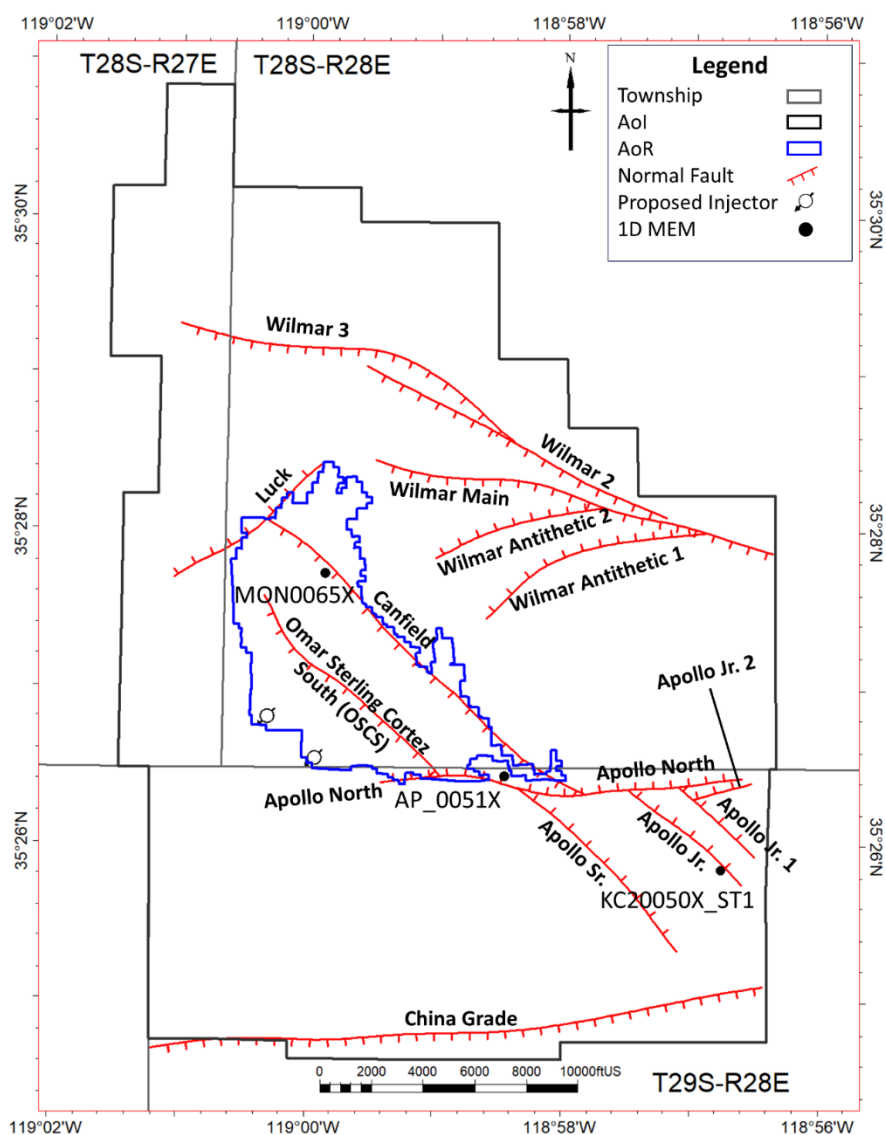 119°02'W 119°00'W 118°58'W 118°56'W
T28S-R27E
T28S-R28E
N
Legend
Township
AoI
AoR
Normal Fault
Proposed Injector
1D MEM
35°30'N
35°30'N
Wilmar 3
Wilmar 2
Luck
Wilmar Main
35°28'N
35°28'N
Wilmar Antithetic 2
Wilmar Antithetic 1
MON0065X
Canfield
Omar Sterling Cortez
South (OSCS)
Apollo Jr. 2
Apollo North
Apollo North
AP_0051X
35°26'N
35°26'N
Apollo Sr.
Apollo Jr.
Apollo Jr. 1
KC20050X_ST1
China Grade
0 2000 4000 6000 8000 10000ftUS
T29S-R28E
119°02'W 119°00'W 118°58'W 118°56'W